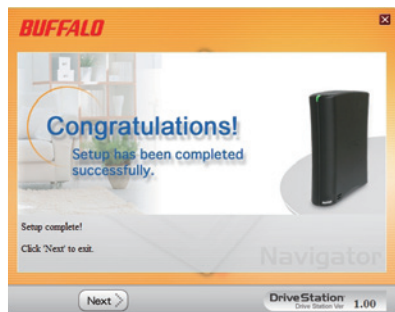 BUFFALO
Congratulations!
Setup has been completed
successfully.
Setup complete!
Click 'Next' to exit.
Navigator
Next
DriveStation
Drive Station Ver 1.00